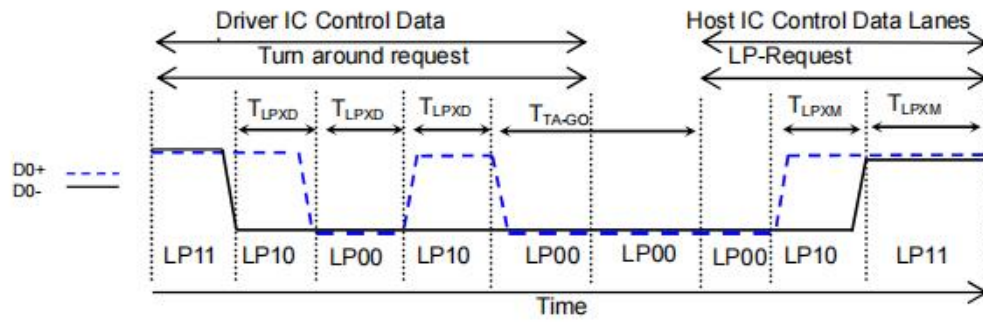 Driver IC Control Data Host IC Control Data Lanes
Turn around request LP-Request
TLPXD TLPXD TLPXD TTA-GO TLPXM TLPXM
D0+
D0-
LP11 LP10 LP00 LP10 LP00 LP00 LP00 LP10 LP11
Time